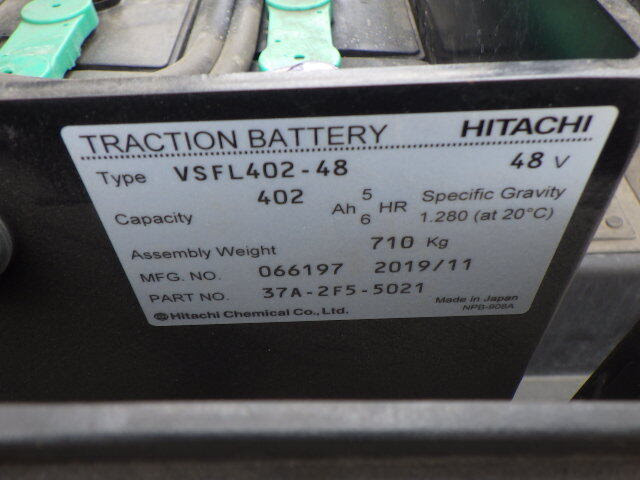 TRACTION BATTERY HITACHI
Type VSFL402-48 48 V
Capacity 402 Ah 5 HR Specific Gravity
6 1.280 (at 20°C)
Assembly Weight 710 Kg
MFG. NO. 066197 2019/11
PART NO. 37A-2F5-5021 Made in Japan
Hitachi Chemical Co., Ltd. NPB-908A